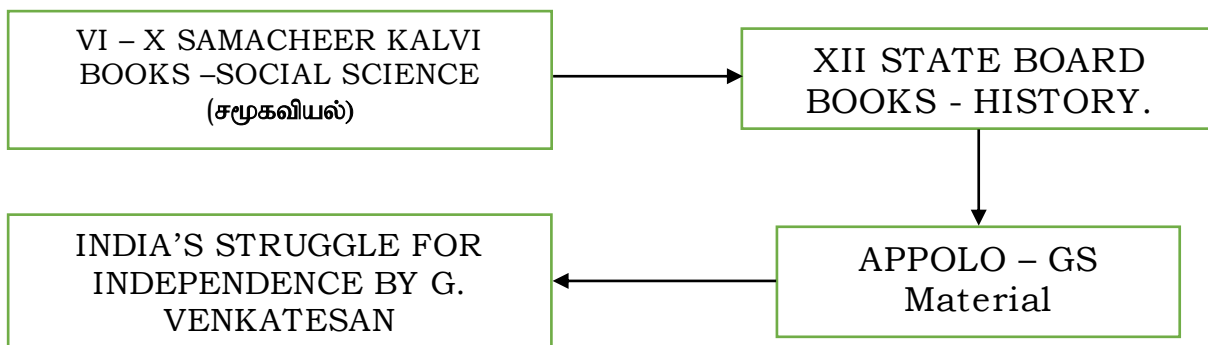 VI – X SAMACHEER KALVI
BOOKS –SOCIAL SCIENCE
(சமூகவியல்)
XII STATE BOARD
BOOKS - HISTORY.
APPOLO – GS
Material
INDIA’S STRUGGLE FOR
INDEPENDENCE BY G.
VENKATESAN